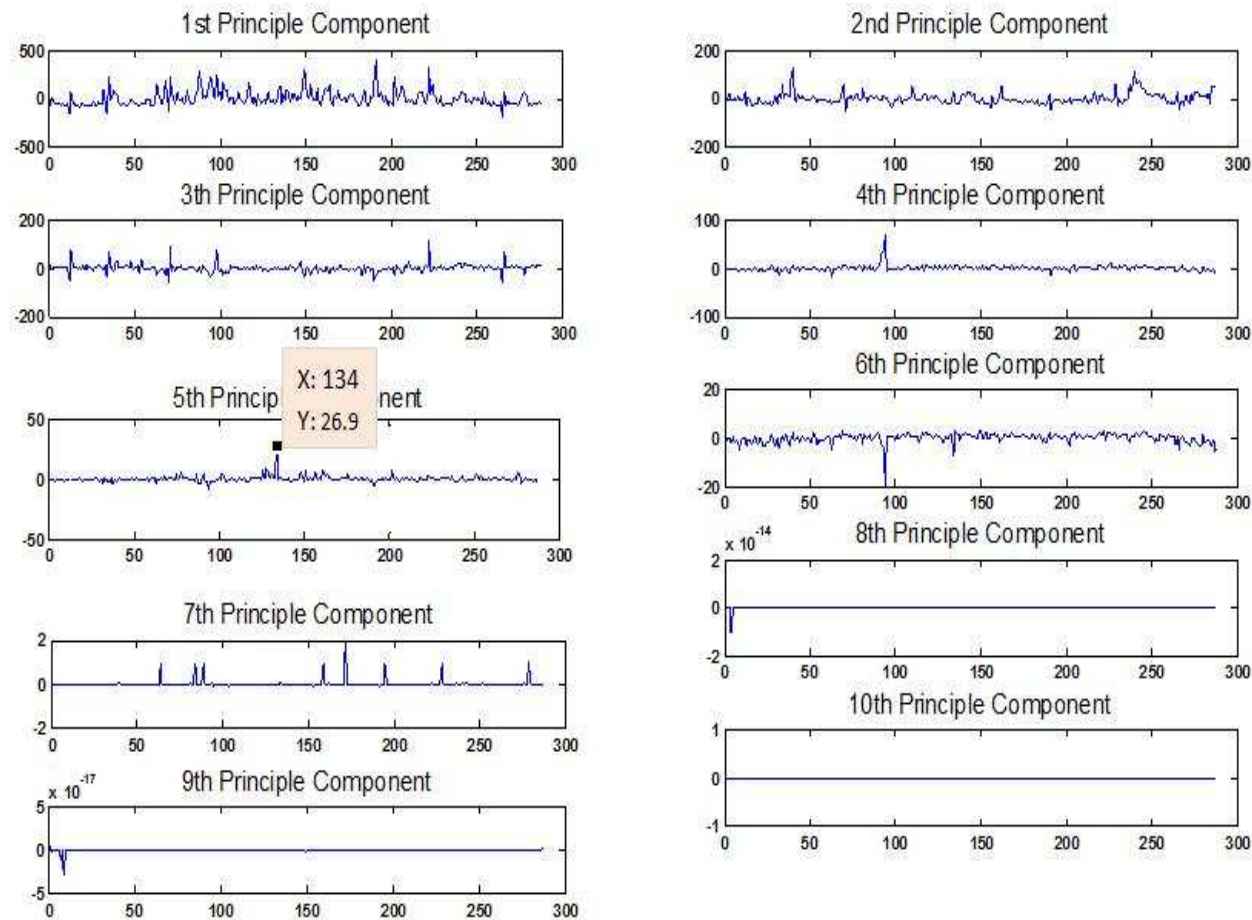 1st Principle Component
500
0
-500
0 50 100 150 200 250 300
2nd Principle Component
200
0
-200
0 50 100 150 200 250 300
3th Principle Component
200
0
-200
0 50 100 150 200 250 300
4th Principle Component
100
0
-100
0 50 100 150 200 250 300
X: 134
Y: 26.9
5th Princip nent
50
0
-50
0 50 100 150 200 250 300
6th Principle Component
20
0
-20
0 50 100 150 200 250 300
7th Principle Component
2
0
-2
0 50 100 150 200 250 300
8th Principle Component
x 10^-14
2
0
-2
0 50 100 150 200 250 300
9th Principle Component
x 10^-17
5
0
-5
0 50 100 150 200 250 300
10th Principle Component
1
0
-1
0 50 100 150 200 250 300